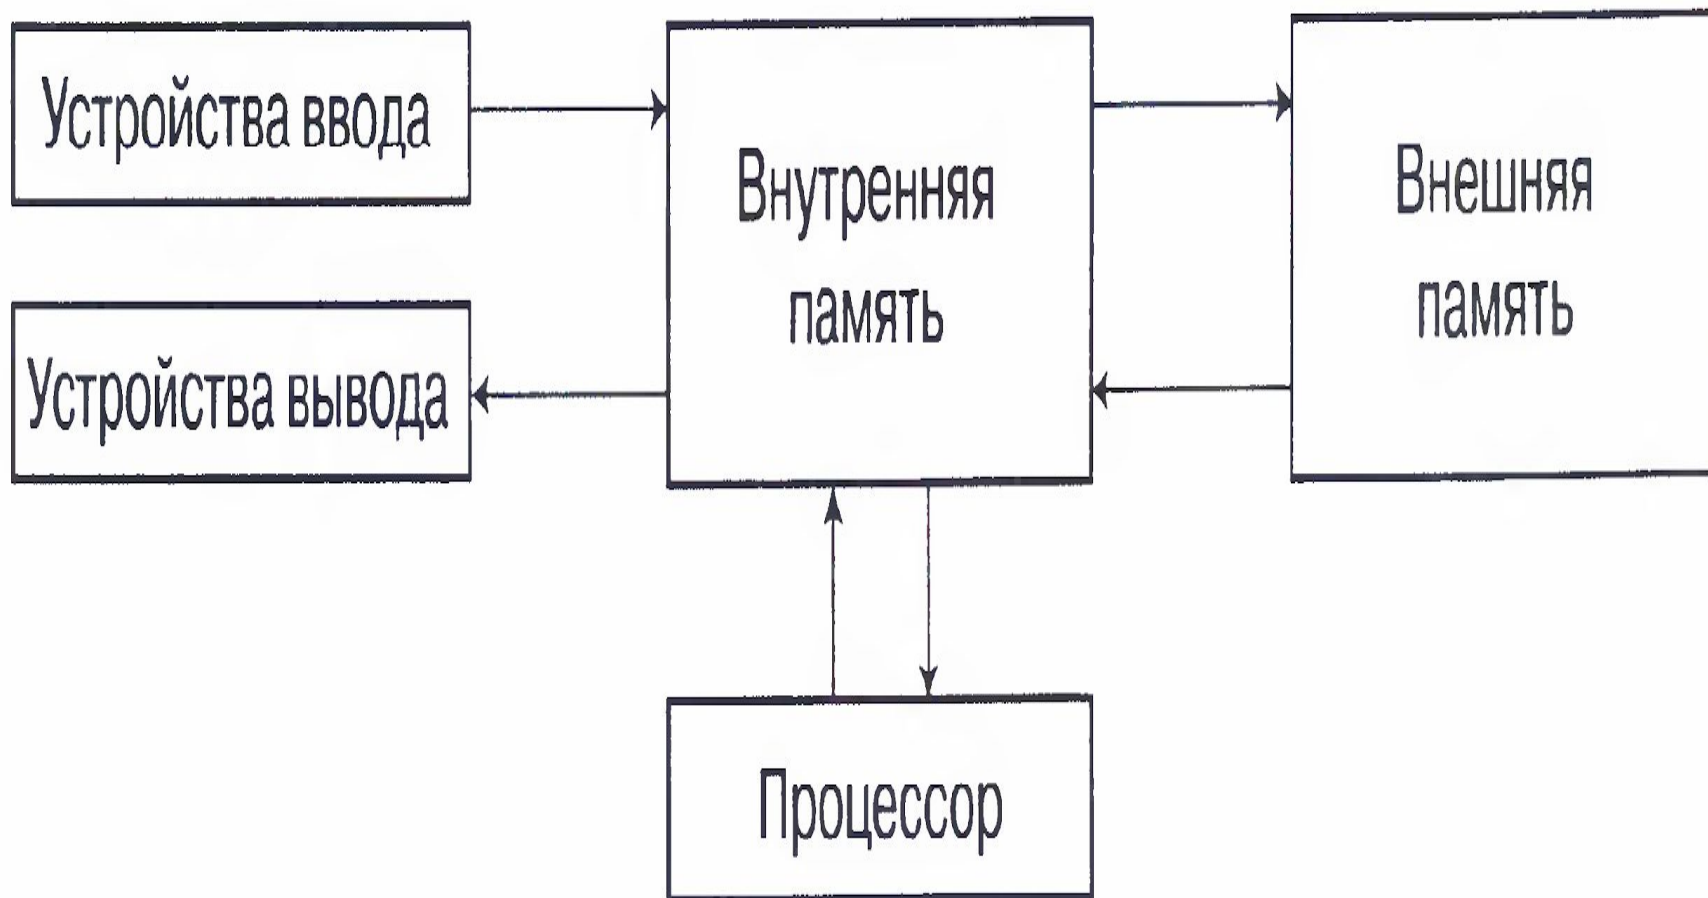 Устройства ввода
Внутренняя
память
Внешняя
память
Устройства вывода
Процессор